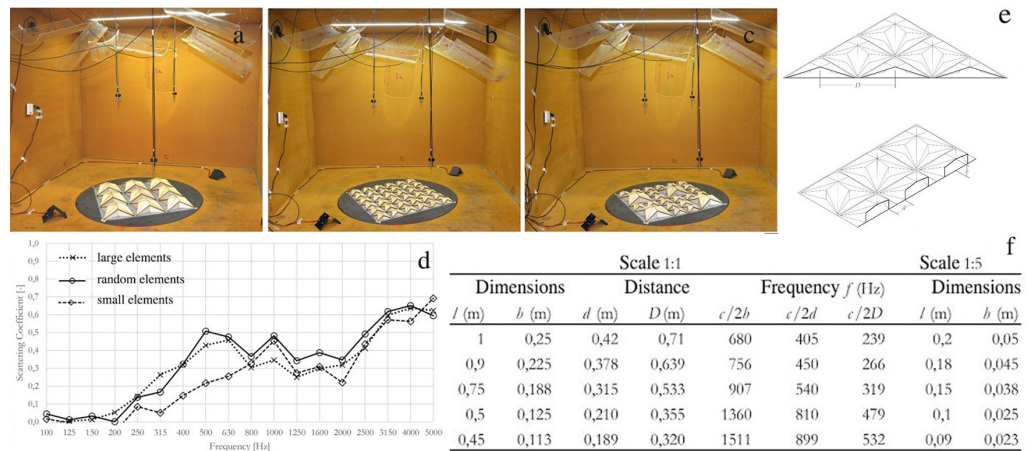 a
b
c
e
D
d
1,0
0,9
0,8
0,7
0,6
0,5
0,4
0,3
0,2
0,1
0
Scattering Coefficient [-]
large elements
random elements
small elements
100 125 150 200 250 315 400 500 630 800 1000 1250 1600 2000 2500 3150 4000 5000
Frequency [Hz]
f
Scale 1:1 Scale 1:5
Dimensions Distance Frequency f (Hz) Dimensions
l (m) h (m) d (m) D (m) c/2h c/2d c/2D l (m) h (m)
1 0,25 0,42 0,71 680 405 239 0,2 0,05
0,9 0,225 0,378 0,639 756 450 266 0,18 0,045
0,75 0,188 0,315 0,533 907 540 319 0,15 0,038
0,5 0,125 0,210 0,355 1360 810 479 0,1 0,025
0,45 0,113 0,189 0,320 1511 899 532 0,09 0,023